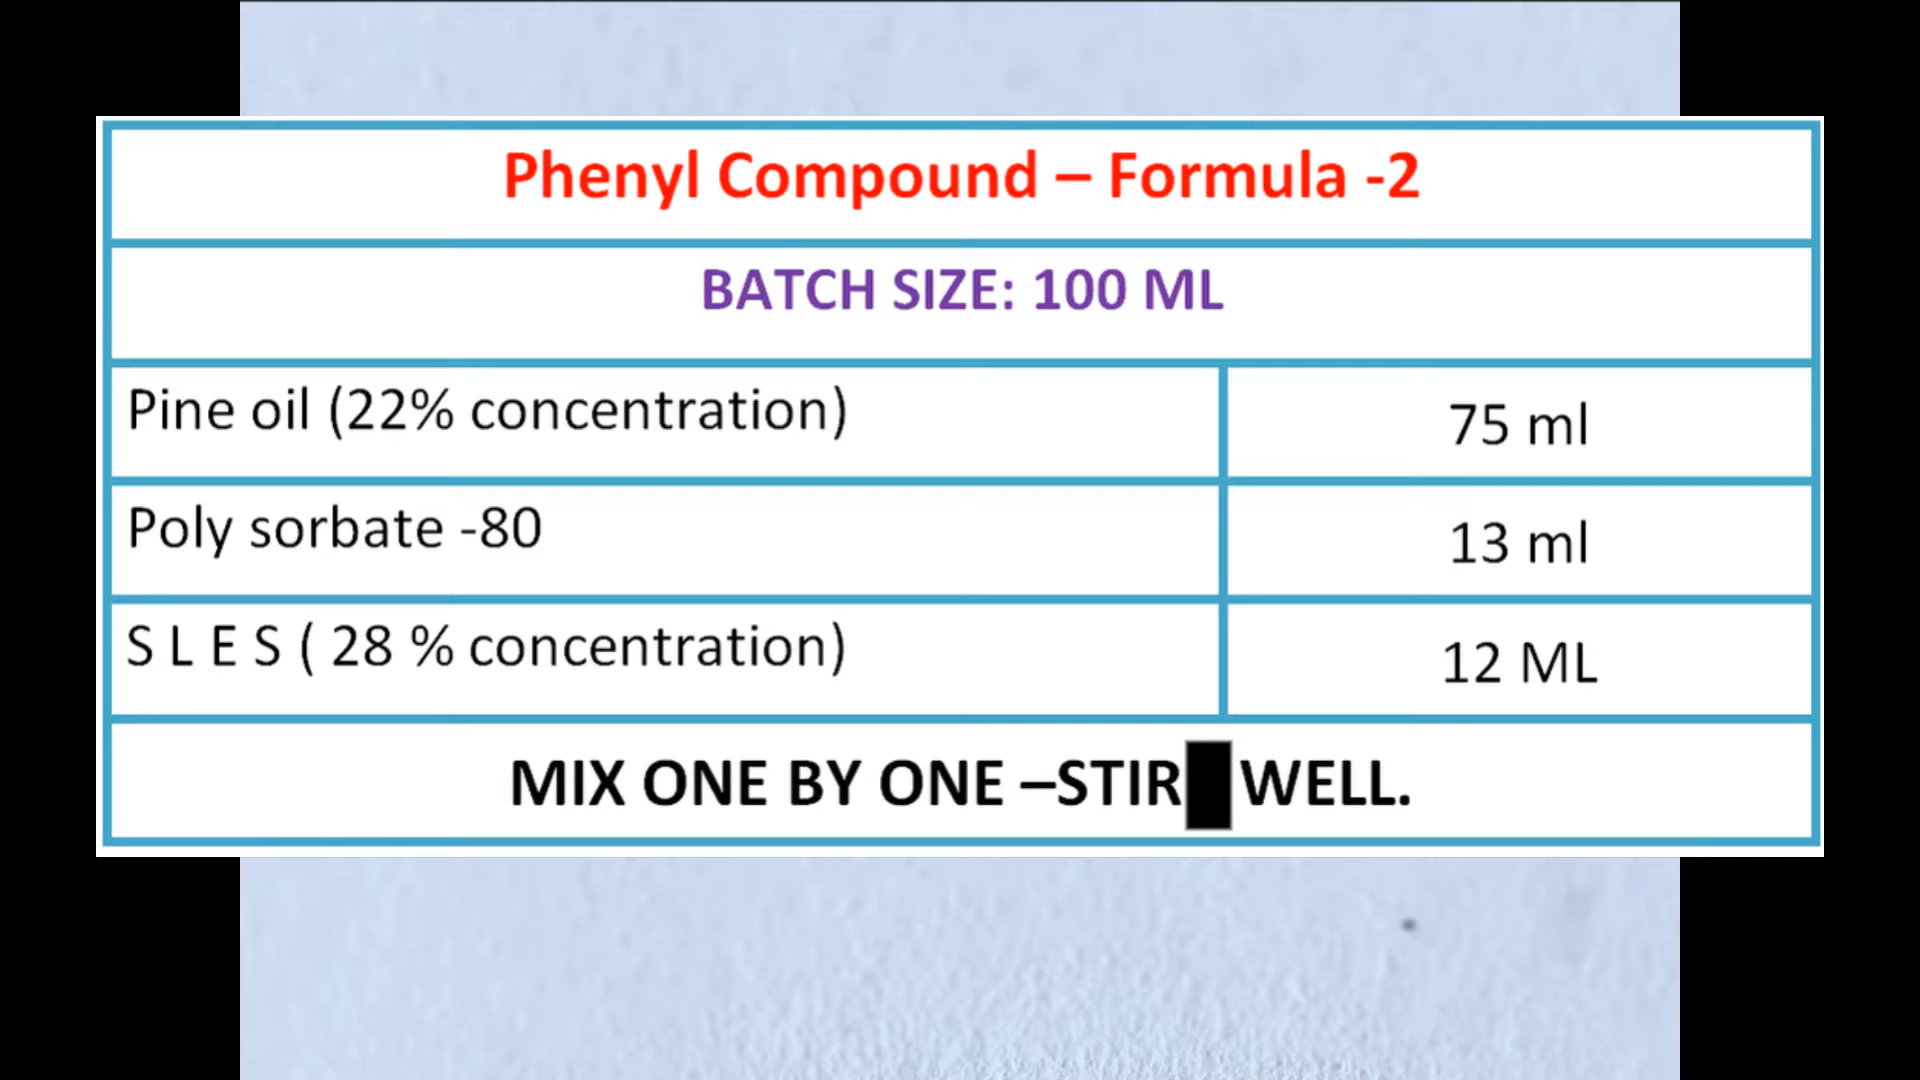 Phenyl Compound – Formula -2
BATCH SIZE: 100 ML
Pine oil (22% concentration) 75 ml
Poly sorbate -80 13 ml
S L E S ( 28 % concentration) 12 ML
MIX ONE BY ONE –STIR WELL.